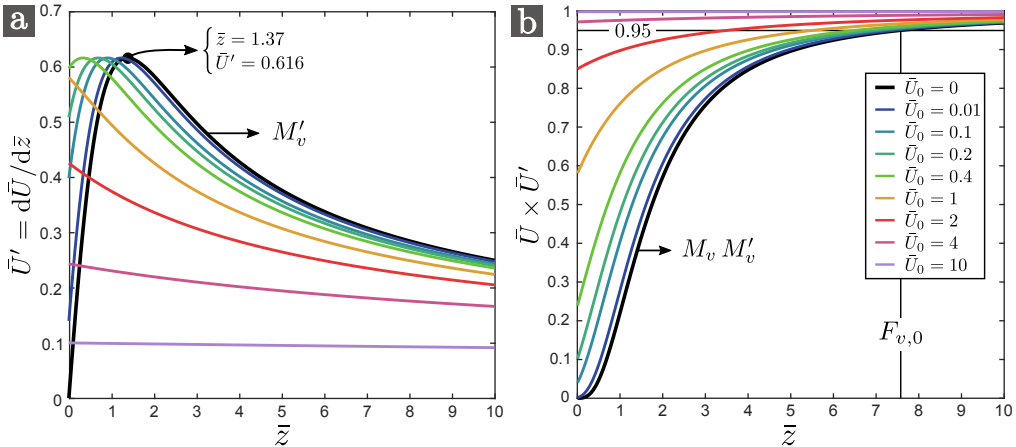 a
Ū′ = dŪ/dz̄
0.7
0.6
0.5
0.4
0.3
0.2
0.1
0
z̄ = 1.37
Ū′ = 0.616
M′ᵥ
0 1 2 3 4 5 6 7 8 9 10
z̄
b
Ū × Ū′
1
0.9
0.8
0.7
0.6
0.5
0.4
0.3
0.2
0.1
0
0.95
Ū₀ = 0
Ū₀ = 0.01
Ū₀ = 0.1
Ū₀ = 0.2
Ū₀ = 0.4
Ū₀ = 1
Ū₀ = 2
Ū₀ = 4
Ū₀ = 10
Mᵥ M′ᵥ
Fᵥ,₀
0 1 2 3 4 5 6 7 8 9 10
z̄